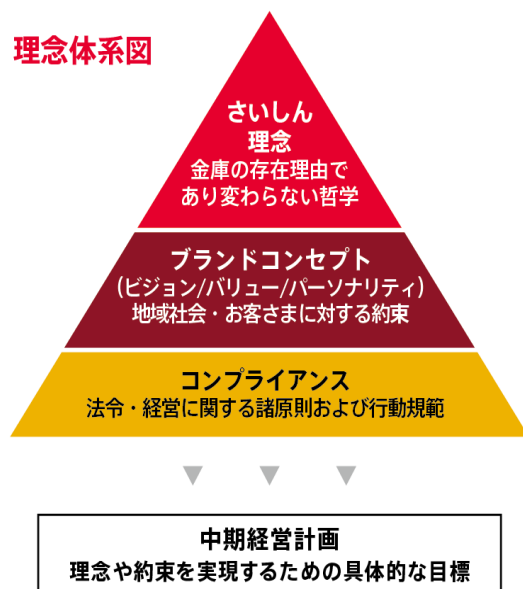 理念体系図
さいしん
理念
金庫の存在理由で
あり変わらない哲学
ブランドコンセプト
(ビジョン/バリュー/パーソナリティ)
地域社会・お客さまに対する約束
コンプライアンス
法令・経営に関する諸原則および行動規範
中期経営計画
理念や約束を実現するための具体的な目標